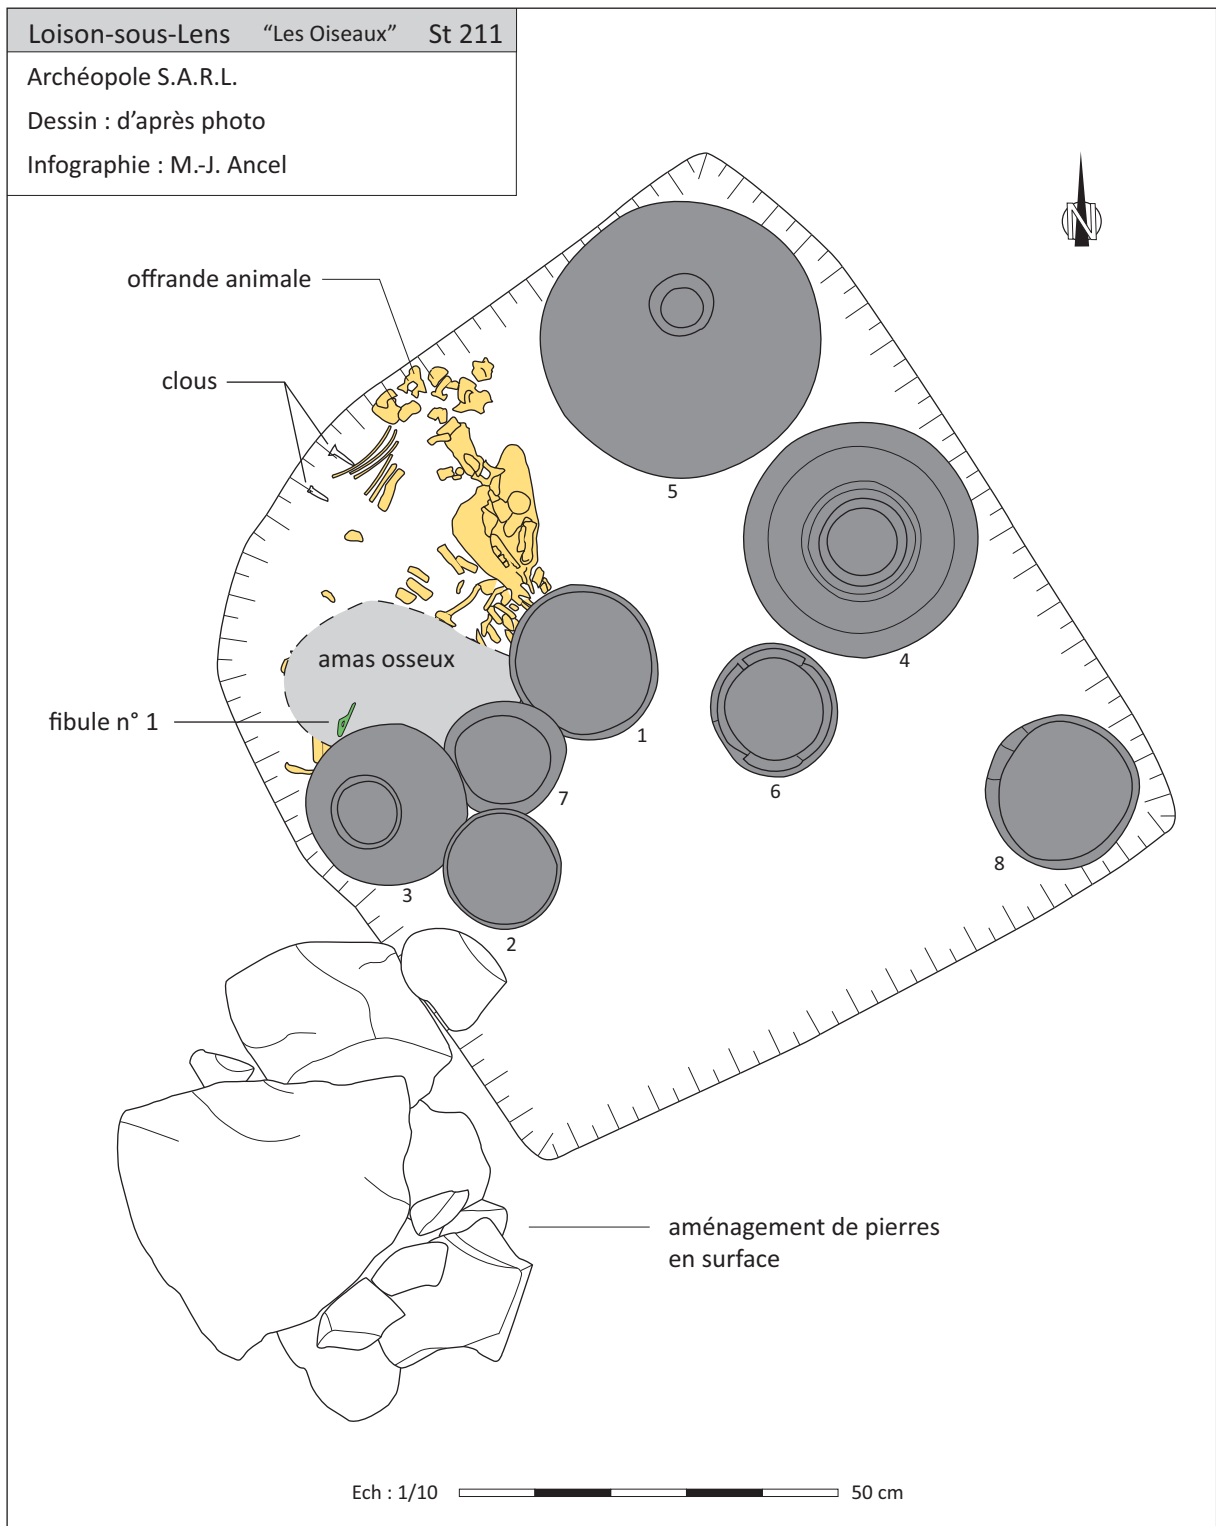 Loison-sous-Lens “Les Oiseaux” St 211
Archéopole S.A.R.L.
Dessin : d'après photo
Infographie : M.-J. Ancel
N
offrande animale
clous
5
4
amas osseux
fibule n° 1
1
6
7
8
3
2
aménagement de pierres
en surface
Ech : 1/10
50 cm